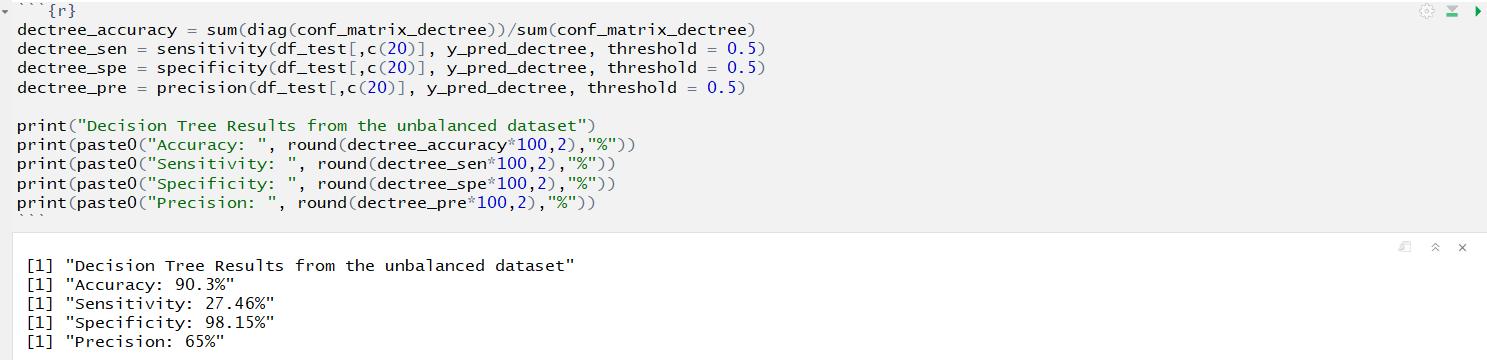 ```{r}
dectree_accuracy = sum(diag(conf_matrix_dectree))/sum(conf_matrix_dectree)
dectree_sen = sensitivity(df_test[,c(20)], y_pred_dectree, threshold = 0.5)
dectree_spe = specificity(df_test[,c(20)], y_pred_dectree, threshold = 0.5)
dectree_pre = precision(df_test[,c(20)], y_pred_dectree, threshold = 0.5)

print("Decision Tree Results from the unbalanced dataset")
print(paste0("Accuracy: ", round(dectree_accuracy*100,2),"%"))
print(paste0("Sensitivity: ", round(dectree_sen*100,2),"%"))
print(paste0("Specificity: ", round(dectree_spe*100,2),"%"))
print(paste0("Precision: ", round(dectree_pre*100,2),"%"))
```
[1] "Decision Tree Results from the unbalanced dataset"
[1] "Accuracy: 90.3%"
[1] "Sensitivity: 27.46%"
[1] "Specificity: 98.15%"
[1] "Precision: 65%"